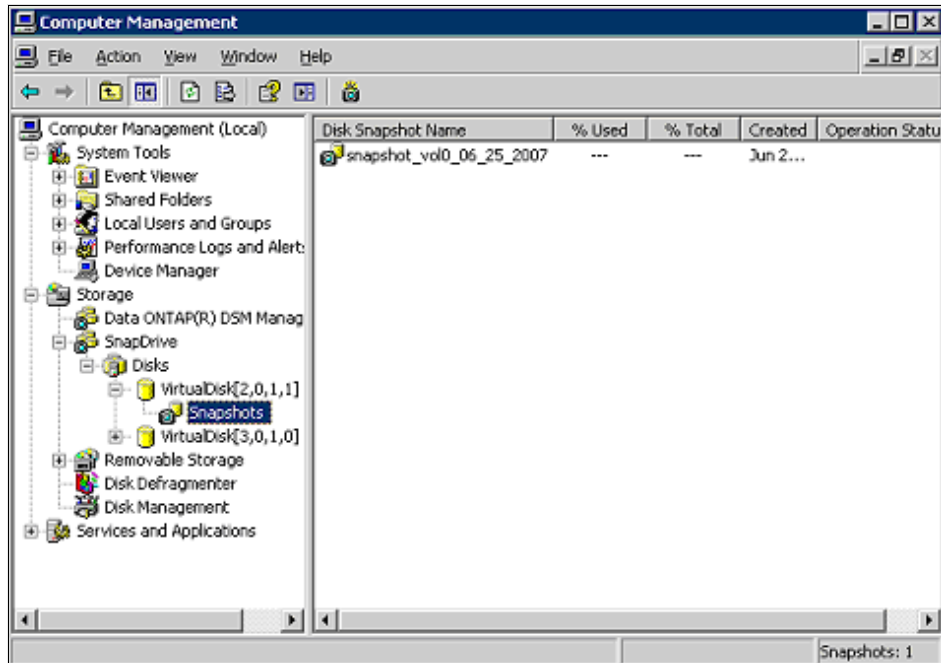 Computer Management
File Action View Window Help
Computer Management (Local)
System Tools
Event Viewer
Shared Folders
Local Users and Groups
Performance Logs and Alert:
Device Manager
Storage
Data ONTAP(R) DSM Manag
SnapDrive
Disks
VirtualDisk[2,0,1,1]
Snapshots
VirtualDisk[3,0,1,0]
Removable Storage
Disk Defragmenter
Disk Management
Services and Applications
Disk Snapshot Name % Used % Total Created Operation Statu
snapshot_vol0_06_25_2007 --- --- Jun 2...
Snapshots: 1